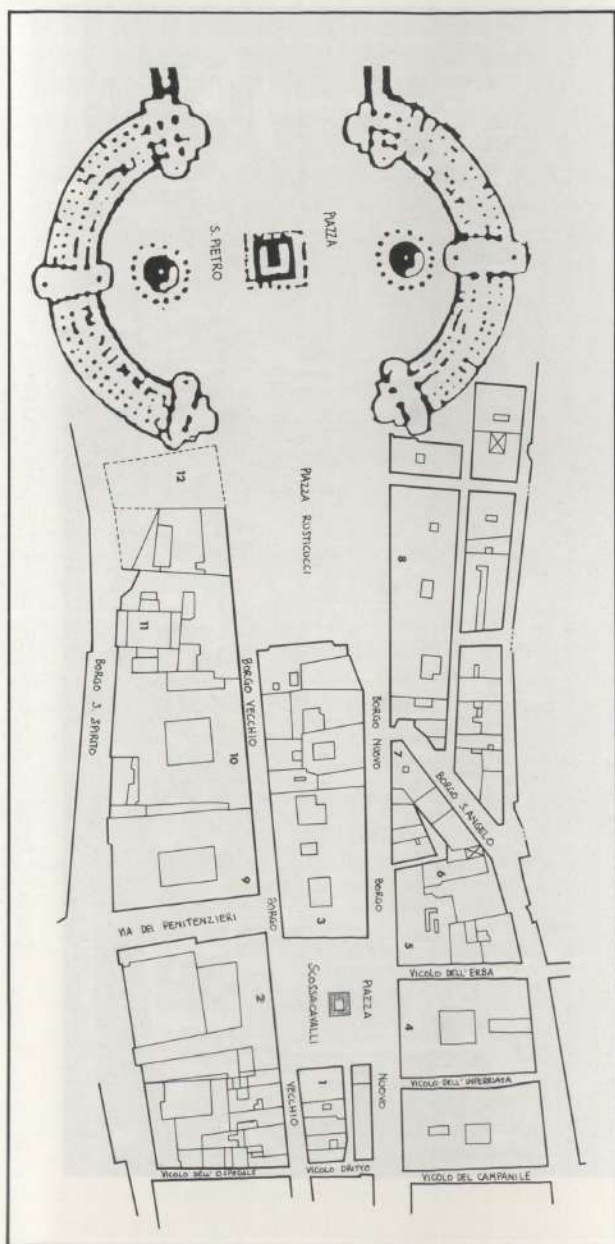 PIAZZA
S. PIETRO
PIAZZA RUSTICUCCI
12
8
11
BORGO S. SPIRITO
BORGO VECCHIO
BORGO NUOVO
10
7
BORGO S. ANGELO
6
9
3
5
BORGO
BORGO
VIA DEI PENITENZIERI
VICOLO DELL'ERBA
PIAZZA
SCOSSACAVALLI
2
4
1
VECCHIO
NUOVO
VICOLO DELL'INFERRIATA
VICOLO DELL'OSPEDALE
VICOLO DRITTO
VICOLO DEL CAMPANILE